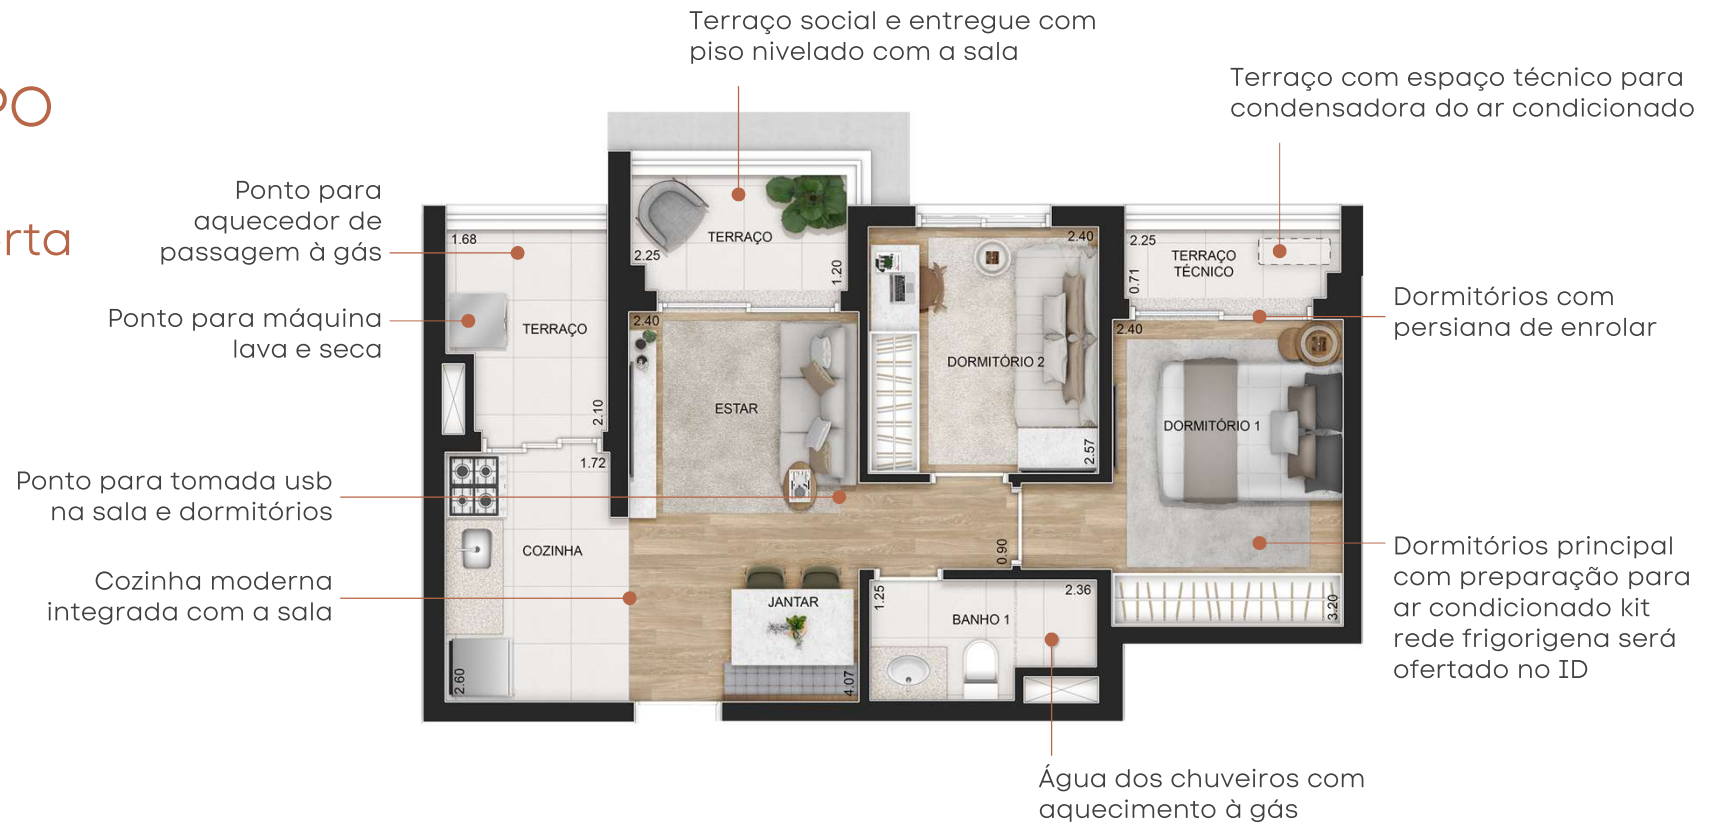 Terraço social e entregue com
piso nivelado com a sala
Terraço com espaço técnico para
condensadora do ar condicionado
PO
rta
Ponto para
aquecedor de
passagem à gás
Ponto para máquina
lava e seca
Ponto para tomada usb
na sala e dormitórios
Cozinha moderna
integrada com a sala
Dormitórios com
persiana de enrolar
Dormitórios principal
com preparação para
ar condicionado kit
rede frigorigena será
ofertado no ID
Água dos chuveiros com
aquecimento à gás
1.68
TERRAÇO
2.10
TERRAÇO
2.25
1.20
2.40
ESTAR
2.40
DORMITÓRIO 2
2.57
2.25
TERRAÇO
TÉCNICO
0.71
2.40
DORMITÓRIO 1
3.20
1.72
COZINHA
2.60
JANTAR
4.07
0.90
1.25
2.36
BANHO 1